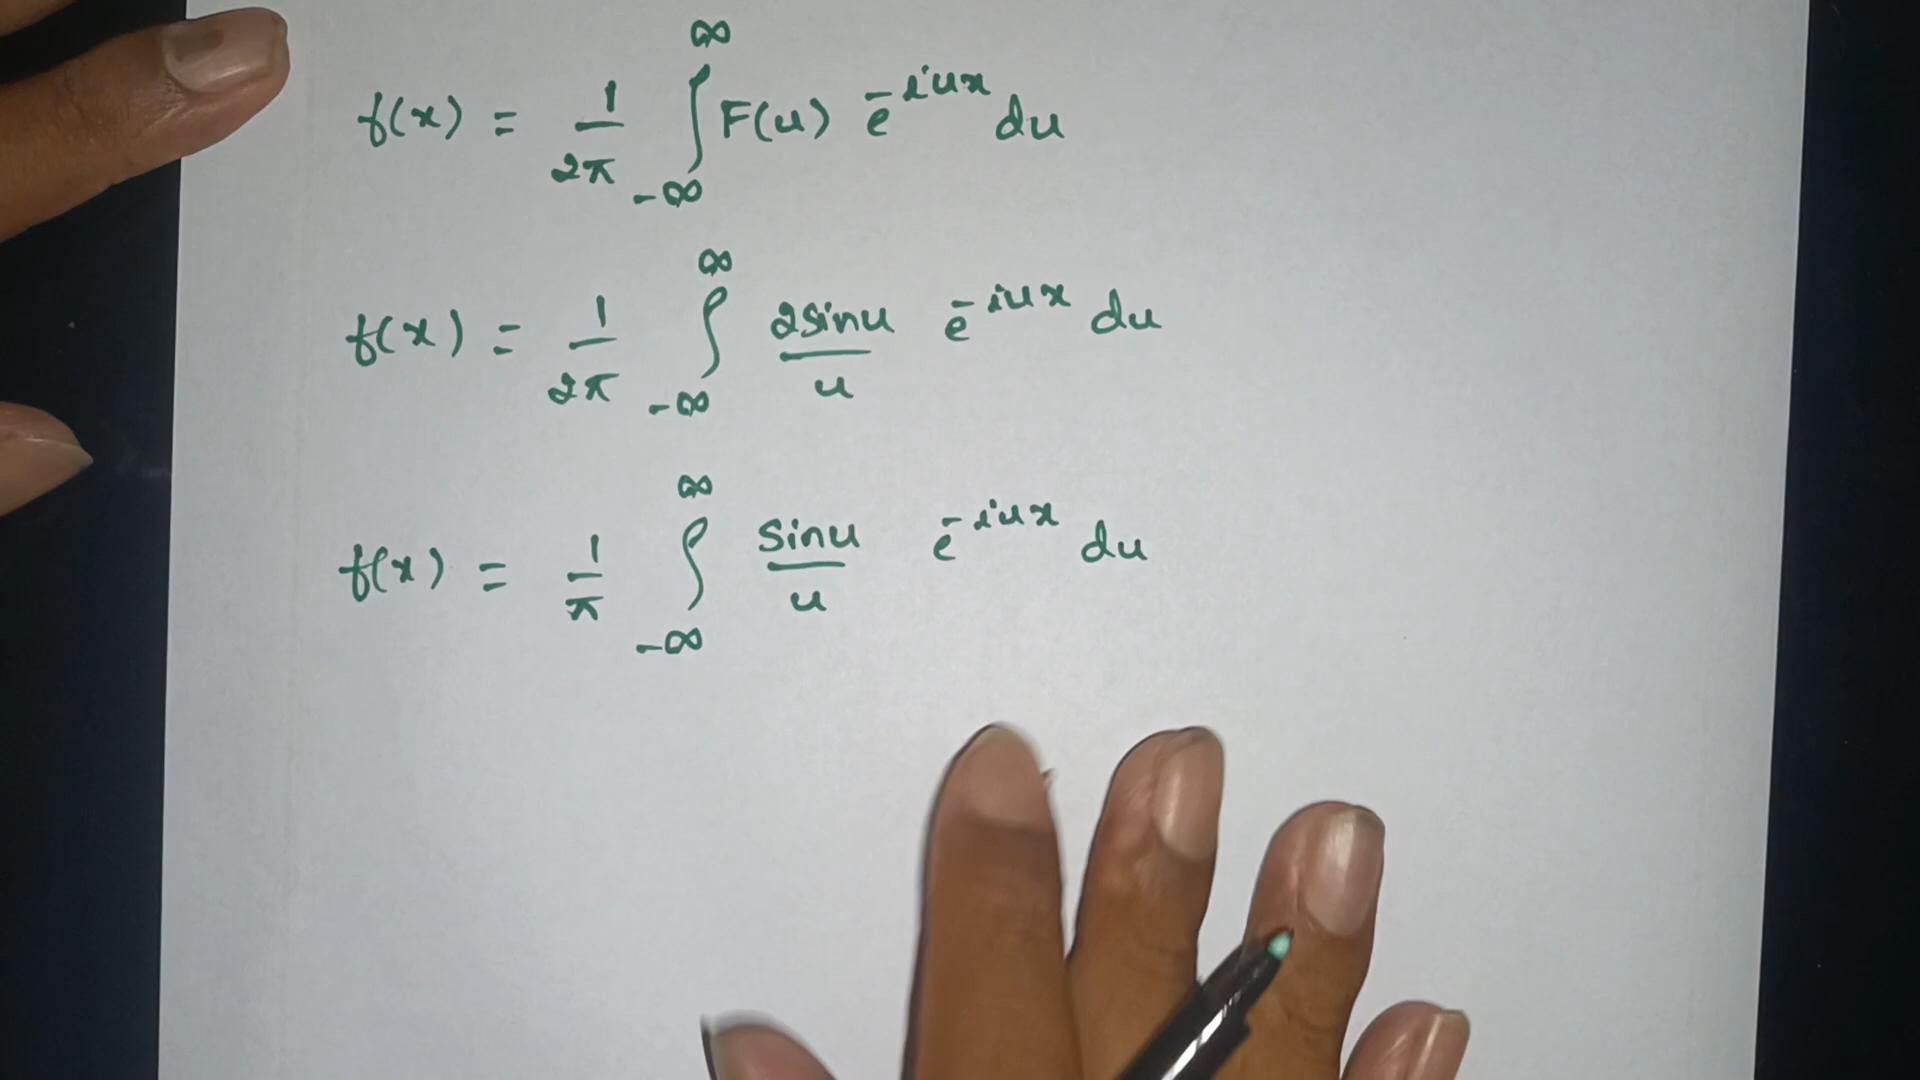 f(x) = 1/2π ∫_{-∞}^{∞} F(u) e^{-iux} du
f(x) = 1/2π ∫_{-∞}^{∞} 2sinu/u e^{-iux} du
f(x) = 1/π ∫_{-∞}^{∞} sinu/u e^{-iux} du